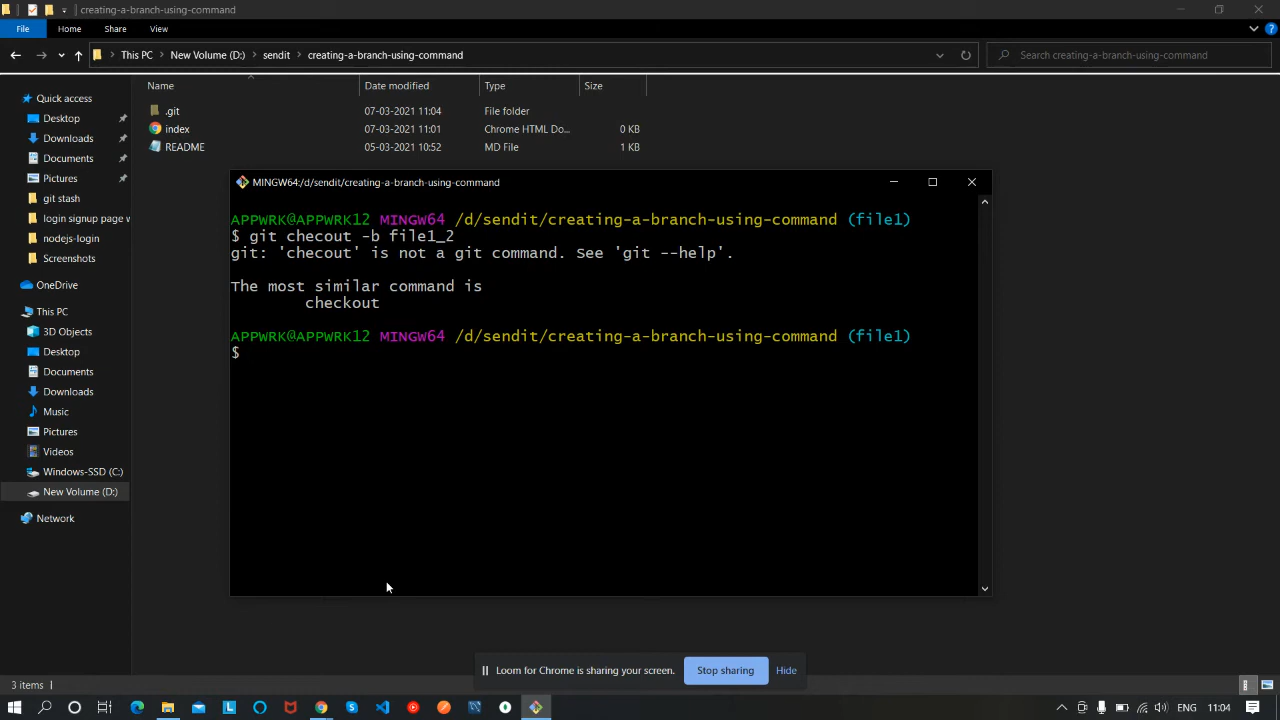 creating-a-branch-using-command
File Home Share View
This PC New Volume (D:) sendit creating-a-branch-using-command
Search creating-a-branch-using-command
Name Date modified Type Size
.git 07-03-2021 11:04 File folder
index 07-03-2021 11:01 Chrome HTML Do... 0 KB
README 05-03-2021 10:52 MD File 1 KB
Quick access
Desktop
Downloads
Documents
Pictures
git stash
login signup page w
nodejs-login
Screenshots
OneDrive
This PC
3D Objects
Desktop
Documents
Downloads
Music
Pictures
Videos
Windows-SSD (C:)
New Volume (D:)
Network
MINGW64:/d/sendit/creating-a-branch-using-command
APPWRK@APPWRK12 MINGW64 /d/sendit/creating-a-branch-using-command (file1)
$ git checout -b file1_2
git: 'checout' is not a git command. See 'git --help'.
The most similar command is
checkout
APPWRK@APPWRK12 MINGW64 /d/sendit/creating-a-branch-using-command (file1)
$
Loom for Chrome is sharing your screen. Stop sharing Hide
3 items
ENG 11:04